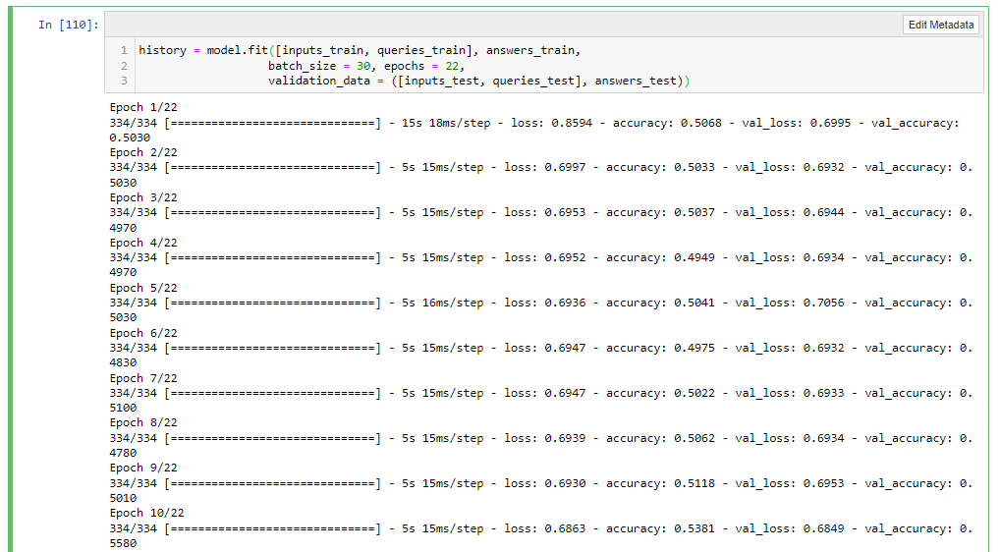 In [110]:
Edit Metadata
1 history = model.fit([inputs_train, queries_train], answers_train,
2 batch_size = 30, epochs = 22,
3 validation_data = ([inputs_test, queries_test], answers_test))
Epoch 1/22
334/334 [==============================] - 15s 18ms/step - loss: 0.8594 - accuracy: 0.5068 - val_loss: 0.6995 - val_accuracy:
0.5030
Epoch 2/22
334/334 [==============================] - 5s 15ms/step - loss: 0.6997 - accuracy: 0.5033 - val_loss: 0.6932 - val_accuracy: 0.
5030
Epoch 3/22
334/334 [==============================] - 5s 15ms/step - loss: 0.6953 - accuracy: 0.5037 - val_loss: 0.6944 - val_accuracy: 0.
4970
Epoch 4/22
334/334 [==============================] - 5s 15ms/step - loss: 0.6952 - accuracy: 0.4949 - val_loss: 0.6934 - val_accuracy: 0.
4970
Epoch 5/22
334/334 [==============================] - 5s 16ms/step - loss: 0.6936 - accuracy: 0.5041 - val_loss: 0.7056 - val_accuracy: 0.
5030
Epoch 6/22
334/334 [==============================] - 5s 15ms/step - loss: 0.6947 - accuracy: 0.4975 - val_loss: 0.6932 - val_accuracy: 0.
4830
Epoch 7/22
334/334 [==============================] - 5s 15ms/step - loss: 0.6947 - accuracy: 0.5022 - val_loss: 0.6933 - val_accuracy: 0.
5100
Epoch 8/22
334/334 [==============================] - 5s 15ms/step - loss: 0.6939 - accuracy: 0.5062 - val_loss: 0.6934 - val_accuracy: 0.
4780
Epoch 9/22
334/334 [==============================] - 5s 15ms/step - loss: 0.6930 - accuracy: 0.5118 - val_loss: 0.6953 - val_accuracy: 0.
5010
Epoch 10/22
334/334 [==============================] - 5s 15ms/step - loss: 0.6863 - accuracy: 0.5381 - val_loss: 0.6849 - val_accuracy: 0.
5580